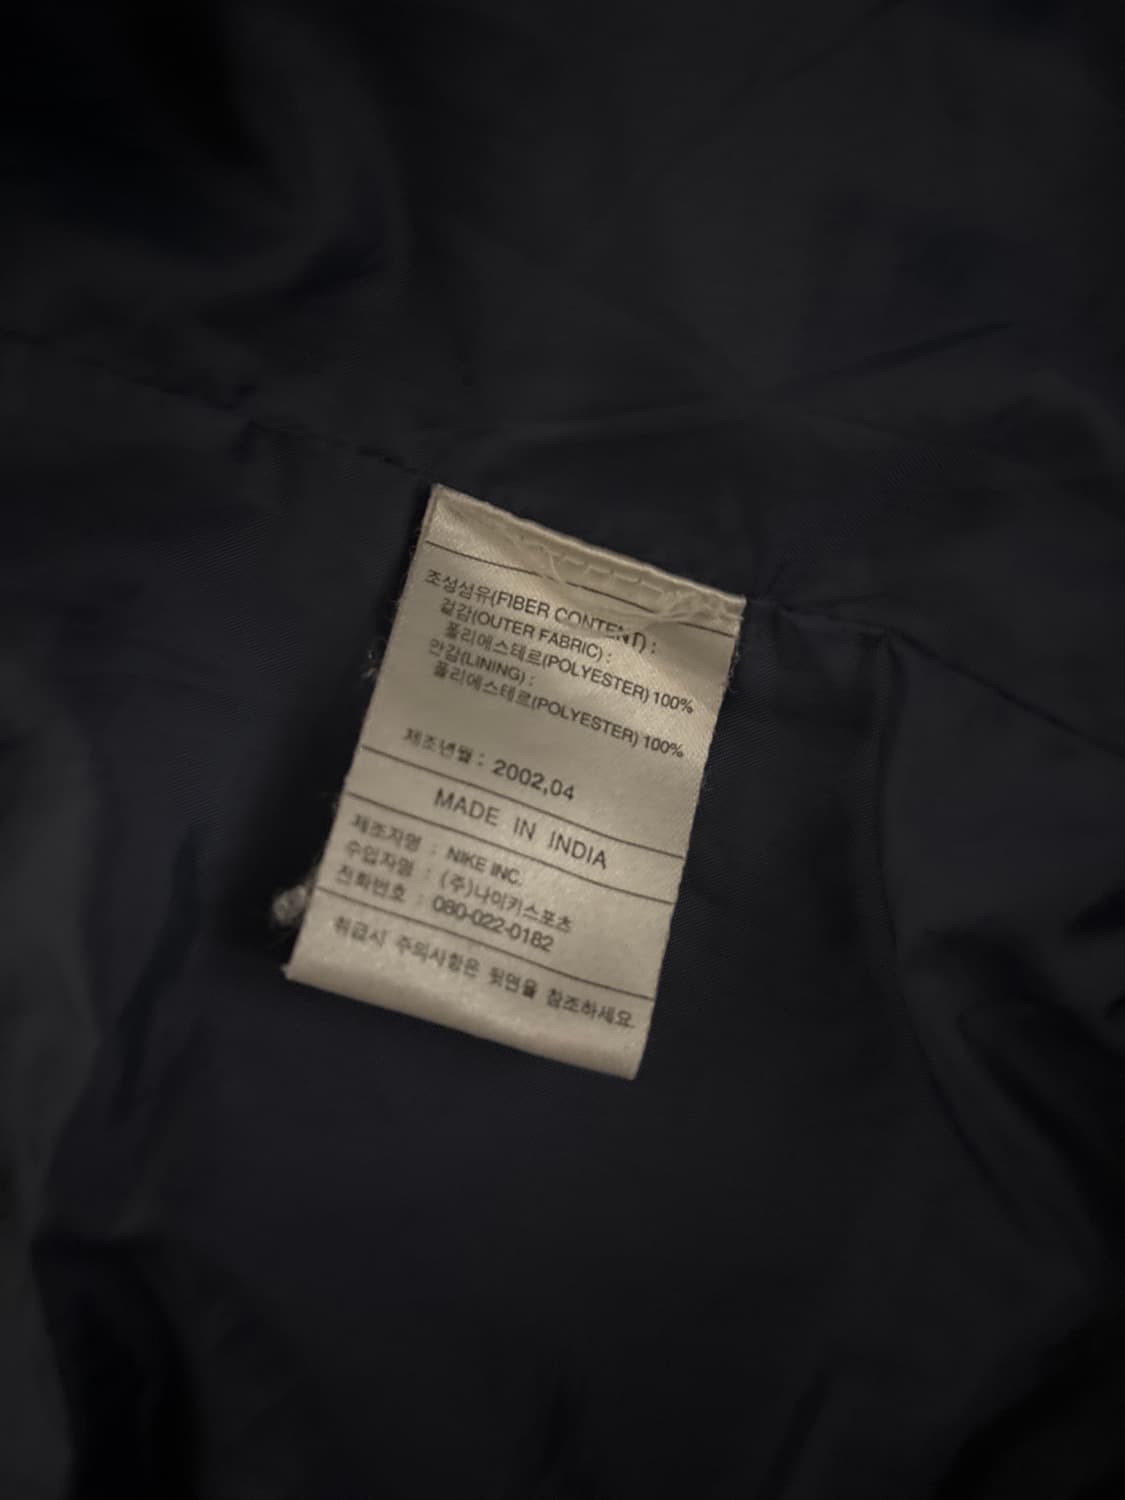 조성섬유(FIBER CONTENT) :
겉감(OUTER FABRIC) :
폴리에스테르(POLYESTER) 100%
안감(LINING) :
폴리에스테르(POLYESTER) 100%
제조년월 : 2002,04
MADE IN INDIA
제조자명 : NIKE INC.
수입자명 : (주)나이키스포츠
전화번호 : 080-022-0182
취급시 주의사항은 뒷면을 참조하세요.